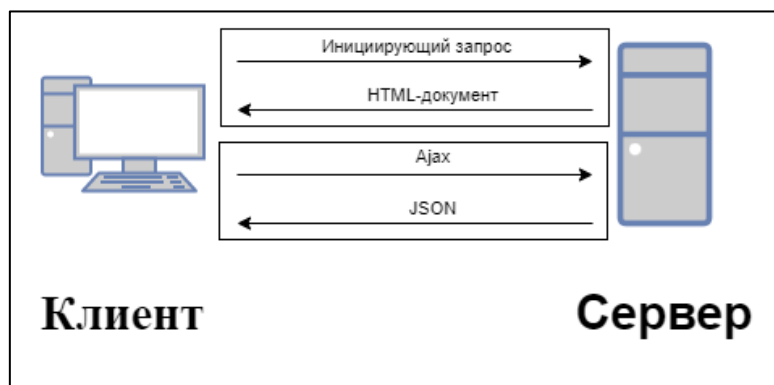 Инициирующий запрос
HTML-документ
Ajax
JSON
Клиент
Сервер